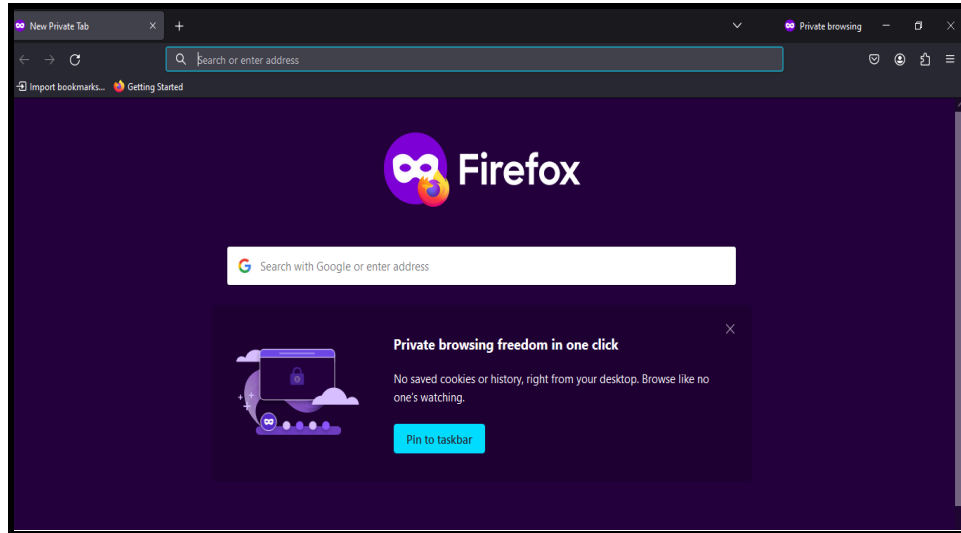 New Private Tab
Private browsing
Search or enter address
Import bookmarks... Getting Started
Firefox
Search with Google or enter address
Private browsing freedom in one click
No saved cookies or history, right from your desktop. Browse like no
one's watching.
Pin to taskbar